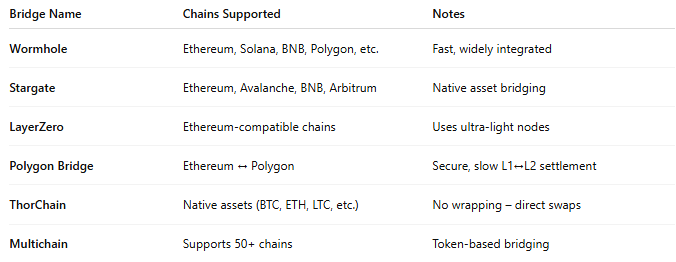 Bridge Name Chains Supported Notes
Wormhole Ethereum, Solana, BNB, Polygon, etc. Fast, widely integrated
Stargate Ethereum, Avalanche, BNB, Arbitrum Native asset bridging
LayerZero Ethereum-compatible chains Uses ultra-light nodes
Polygon Bridge Ethereum ↔ Polygon Secure, slow L1↔L2 settlement
ThorChain Native assets (BTC, ETH, LTC, etc.) No wrapping – direct swaps
Multichain Supports 50+ chains Token-based bridging